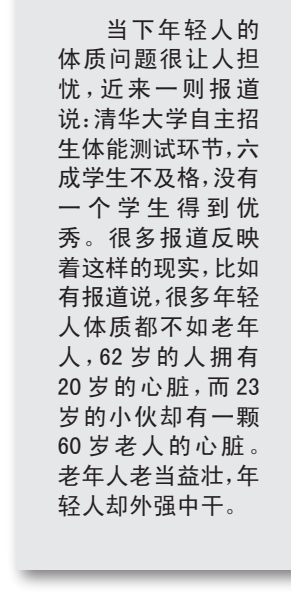 当下年轻人的
体质问题很让人担
忧，近来一则报道
说：清华大学自主招
生体能测试环节，六
成学生不及格，没有
一个学生得到优
秀。很多报道反映
着这样的现实，比如
有报道说，很多年轻
人体质都不如老年
人，62岁的人拥有
20岁的心脏，而23
岁的小伙却有一颗
60岁老人的心脏。
老年人老当益壮，年
轻人却外强中干。